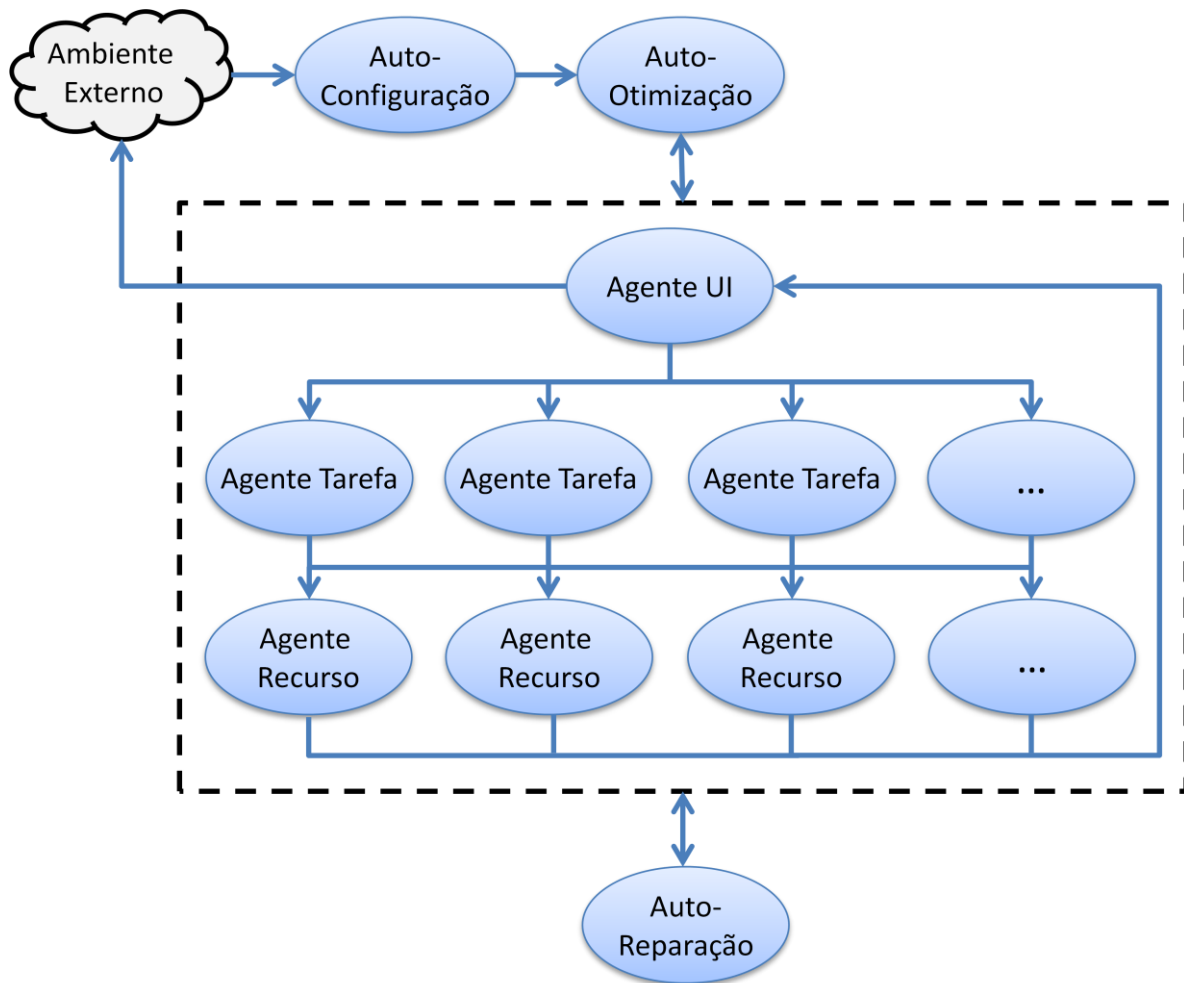 Ambiente
Externo
Auto-
Configuração
Auto-
Otimização
Agente UI
Agente Tarefa
Agente Tarefa
Agente Tarefa
...
Agente
Recurso
Agente
Recurso
Agente
Recurso
...
Auto-
Reparação